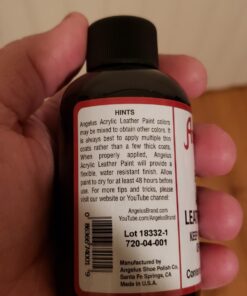 HINTS
Angelus Acrylic Leather Paint colors
may be mixed to obtain other colors. It
is always best to apply multiple thin
coats rather than a few thick coats.
When properly applied, Angelus
Acrylic Leather Paint will provide a
flexible, water resistant finish. Allow
paint to dry for at least 48 hours before
use. For more tips and tricks, please
visit our website or YouTube channel:
AngelusBrand.com
YouTube.com/AngelusBrand
Lot 18332-1
720-04-001
Manufactured by
Angelus Shoe Polish Co.
Santa Fe Springs, CA
Made in U.S.A.